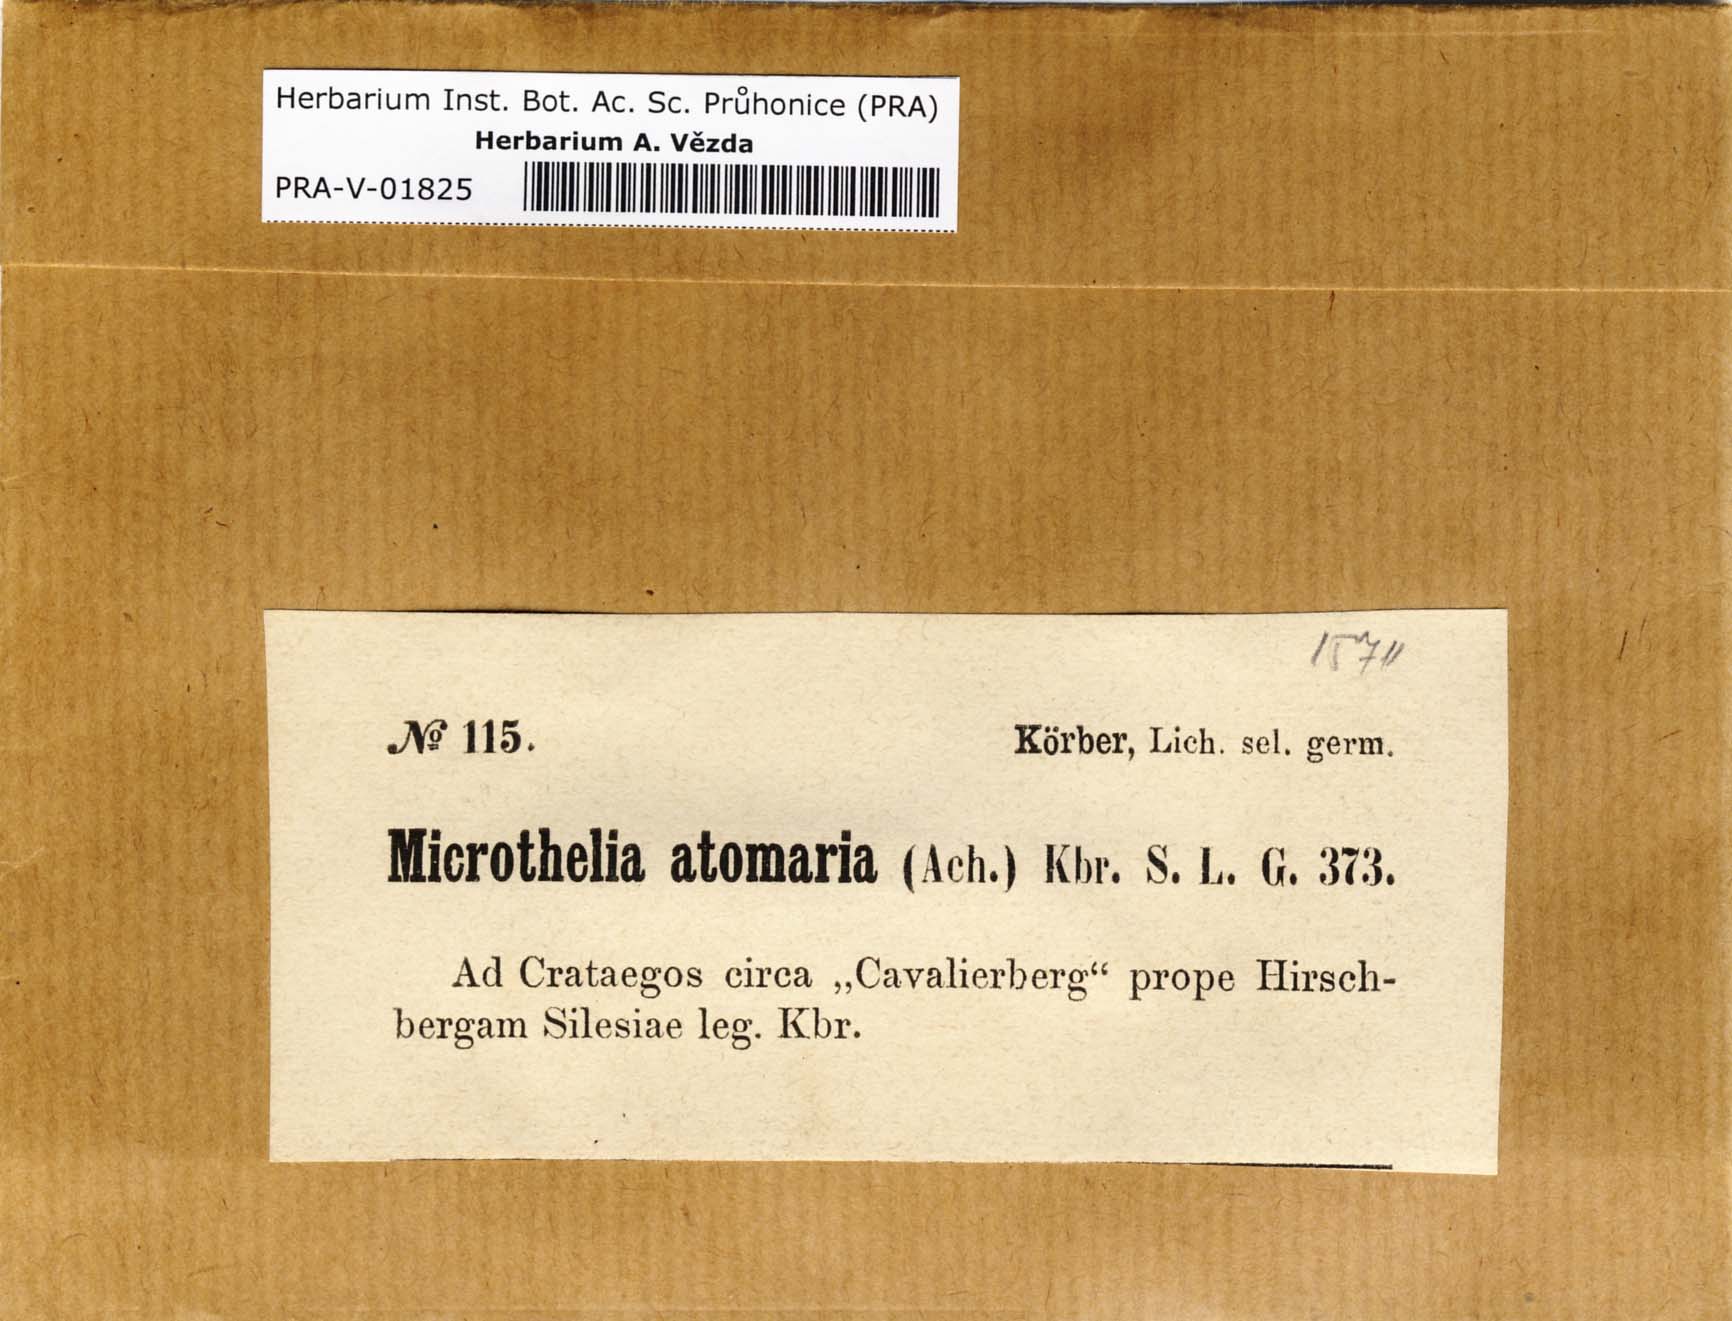 Herbarium Inst. Bot. Ac. Sc. Průhonice (PRA)
Herbarium A. Vězda
PRA-V-01825
№ 115.
Körber, Lich. sel. germ.
Microthelia atomaria (Ach.) Kbr. S. L. G. 373.
Ad Crataegos circa „Cavalierberg“ prope Hirsch-
bergam Silesiae leg. Kbr.